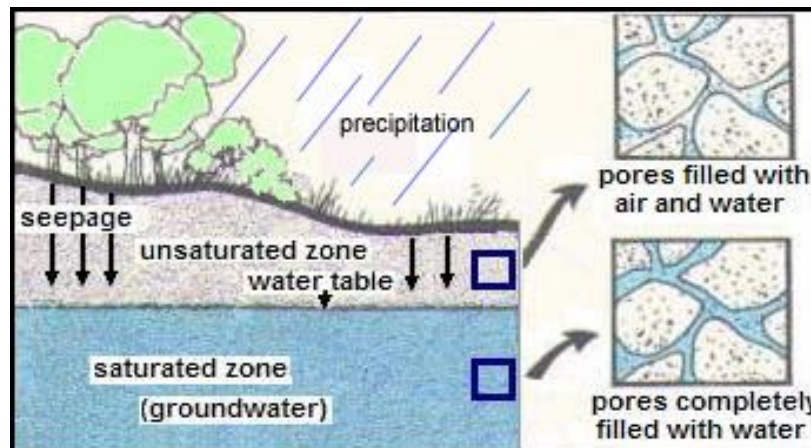 precipitation
pores filled with
air and water
seepage
unsaturated zone
water table
saturated zone
(groundwater)
pores completely
filled with water